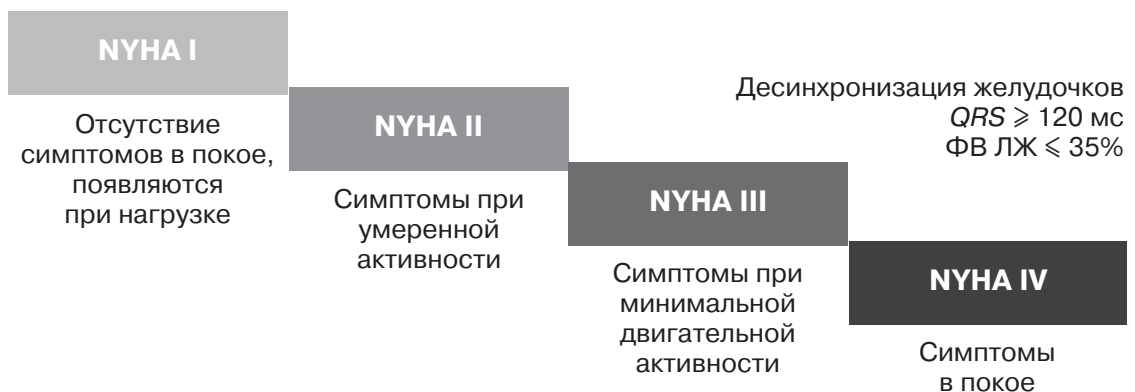 NYHA I
Отсутствие
симптомов в покое,
появляются
при нагрузке
NYHA II
Симптомы при
умеренной
активности
Десинхронизация желудочков
QRS ⩾ 120 мс
ФВ ЛЖ ⩽ 35%
NYHA III
Симптомы при
минимальной
двигательной
активности
NYHA IV
Симптомы
в покое